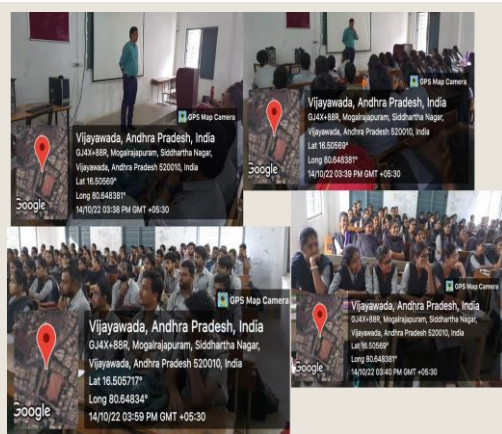 GPS Map Camera
Vijayawada, Andhra Pradesh, India
GJ4X+88R, Mogalrajapuram, Siddhartha Nagar,
Vijayawada, Andhra Pradesh 520010, India
Lat 16.50569°
Long 80.648381°
14/10/22 03:38 PM GMT +05:30
Google
GPS Map Camera
Vijayawada, Andhra Pradesh, India
GJ4X+88R, Mogalrajapuram, Siddhartha Nagar,
Vijayawada, Andhra Pradesh 520010, India
Lat 16.50569°
Long 80.648381°
14/10/22 03:39 PM GMT +05:30
Google
GPS Map Camera
Vijayawada, Andhra Pradesh, India
GJ4X+88R, Mogalrajapuram, Siddhartha Nagar,
Vijayawada, Andhra Pradesh 520010, India
Lat 16.505717°
Long 80.64834°
14/10/22 03:59 PM GMT +05:30
Google
GPS Map Camera
Vijayawada, Andhra Pradesh, India
GJ4X+88R, Mogalrajapuram, Siddhartha Nagar,
Vijayawada, Andhra Pradesh 520010, India
Lat 16.50569°
Long 80.648381°
14/10/22 03:40 PM GMT +05:30
Google